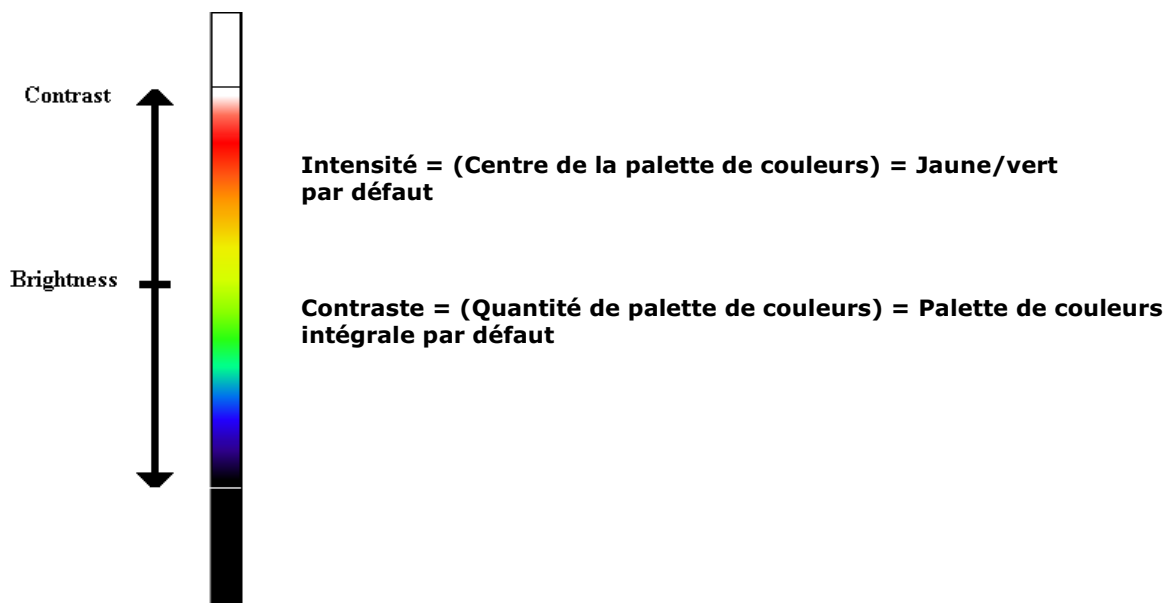 Contrast
Intensité = (Centre de la palette de couleurs) = Jaune/vert
par défaut
Brightness
Contraste = (Quantité de palette de couleurs) = Palette de couleurs
intégrale par défaut